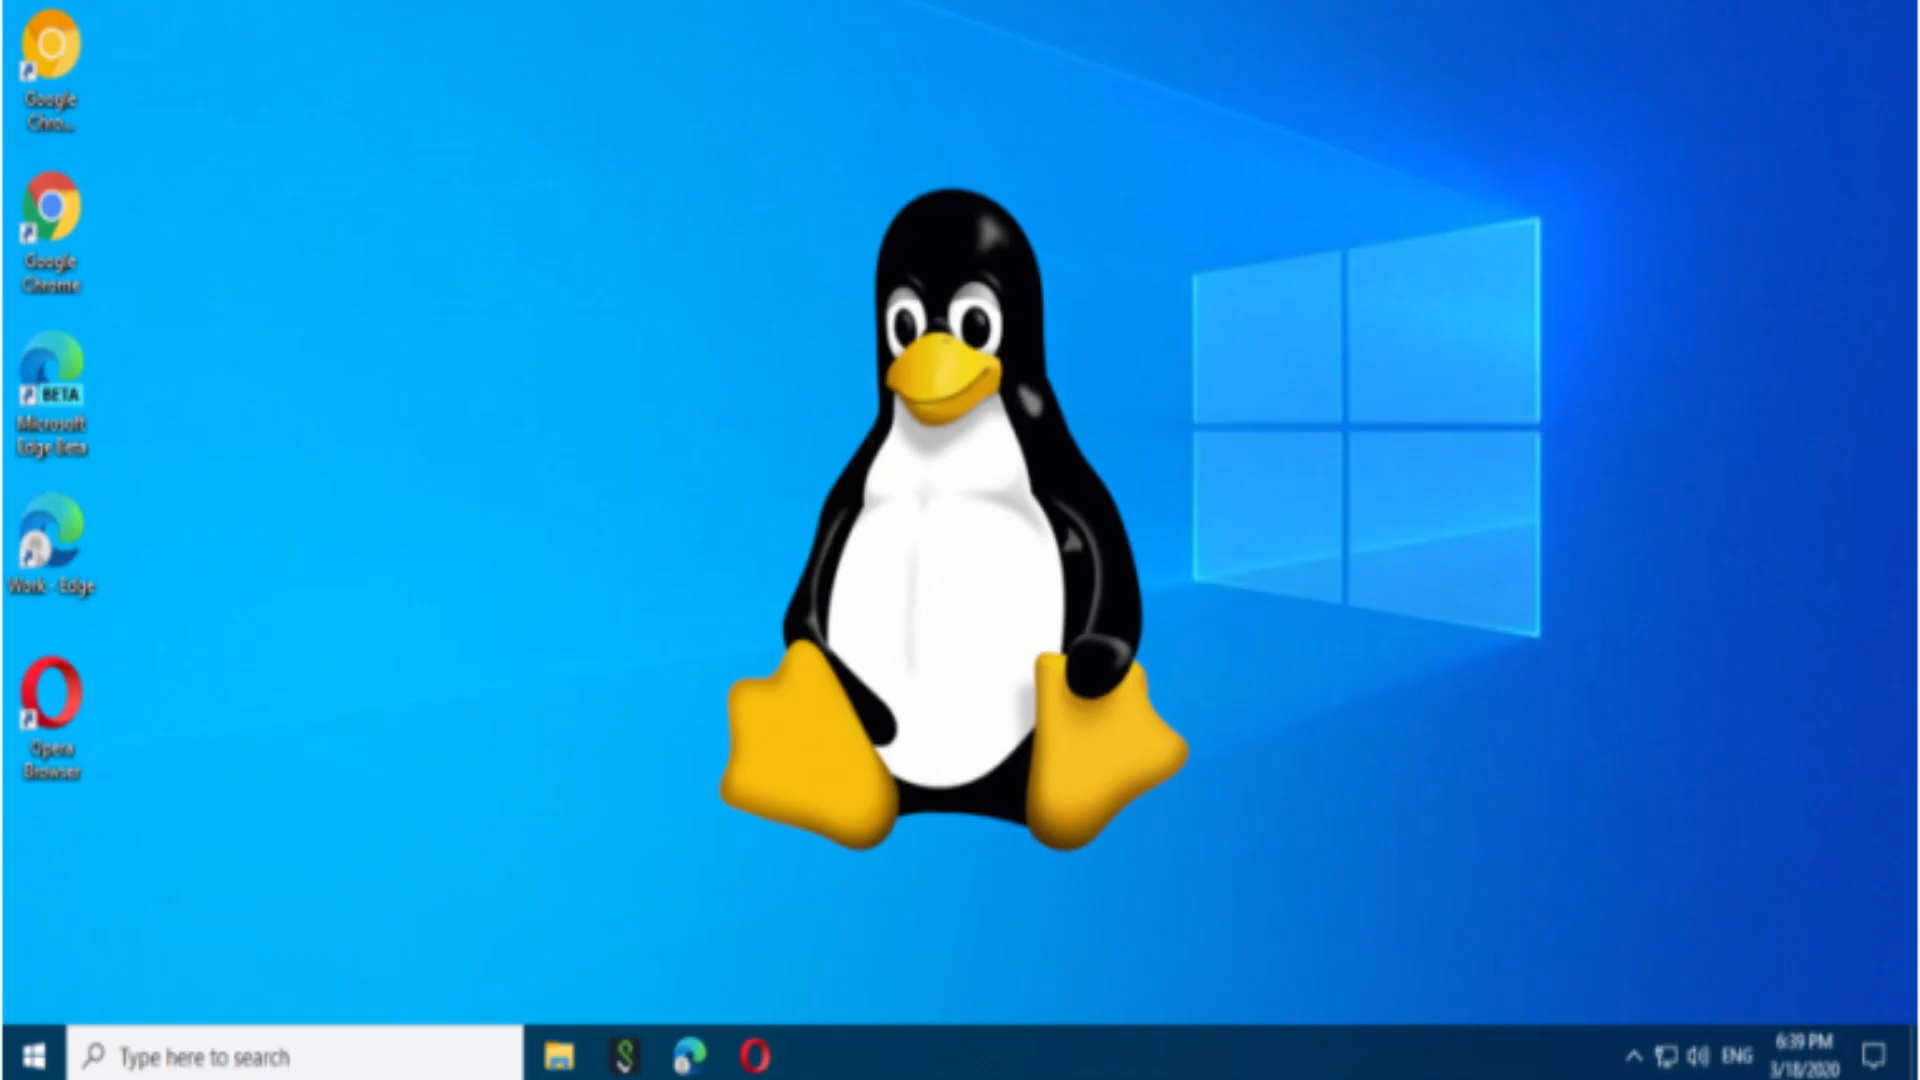 Google
Chro...
Google
Chrome
BETA
Microsoft
Edge Beta
Work - Edge
Opera
Browser
Type here to search
ENG
6:39 PM
3/18/2020